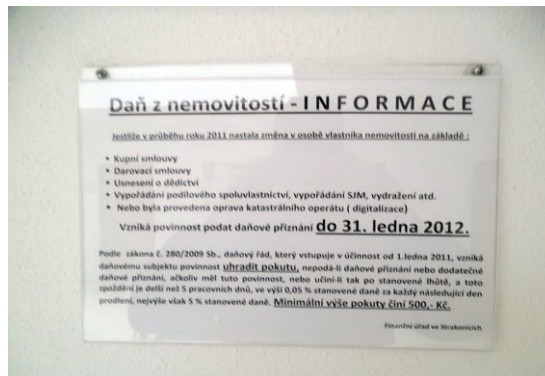 Daň z nemovitostí - I N F O R M A C E
Jestliže v průběhu roku 2011 nastala změna v osobě vlastníka nemovitosti na základě :
• Kupní smlouvy
• Darovací smlouvy
• Usnesení o dědictví
• Vypořádání podílového spoluvlastnictví, vypořádání SJM, vydražení atd.
• Nebo byla provedena oprava katastrálního operátu ( digitalizace)
Vzniká povinnost podat daňové přiznání do 31. ledna 2012.
Podle zákona č. 280/2009 Sb., daňový řád, který vstupuje v účinnost od 1.ledna 2011, vzniká
daňovému subjektu povinnost uhradit pokutu, nepodá-li daňové přiznání nebo dodatečné
daňové přiznání, ačkoliv měl tuto povinnost, nebo učiní-li tak po stanovené lhůtě, a toto
zpoždění je delší než 5 pracovních dnů, ve výši 0,05 % stanovené daně za každý následující den
prodlení, nejvýše však 5 % stanovené daně. Minimální výše pokuty činí 500,- Kč.
Finanční úřad ve Strakonicích